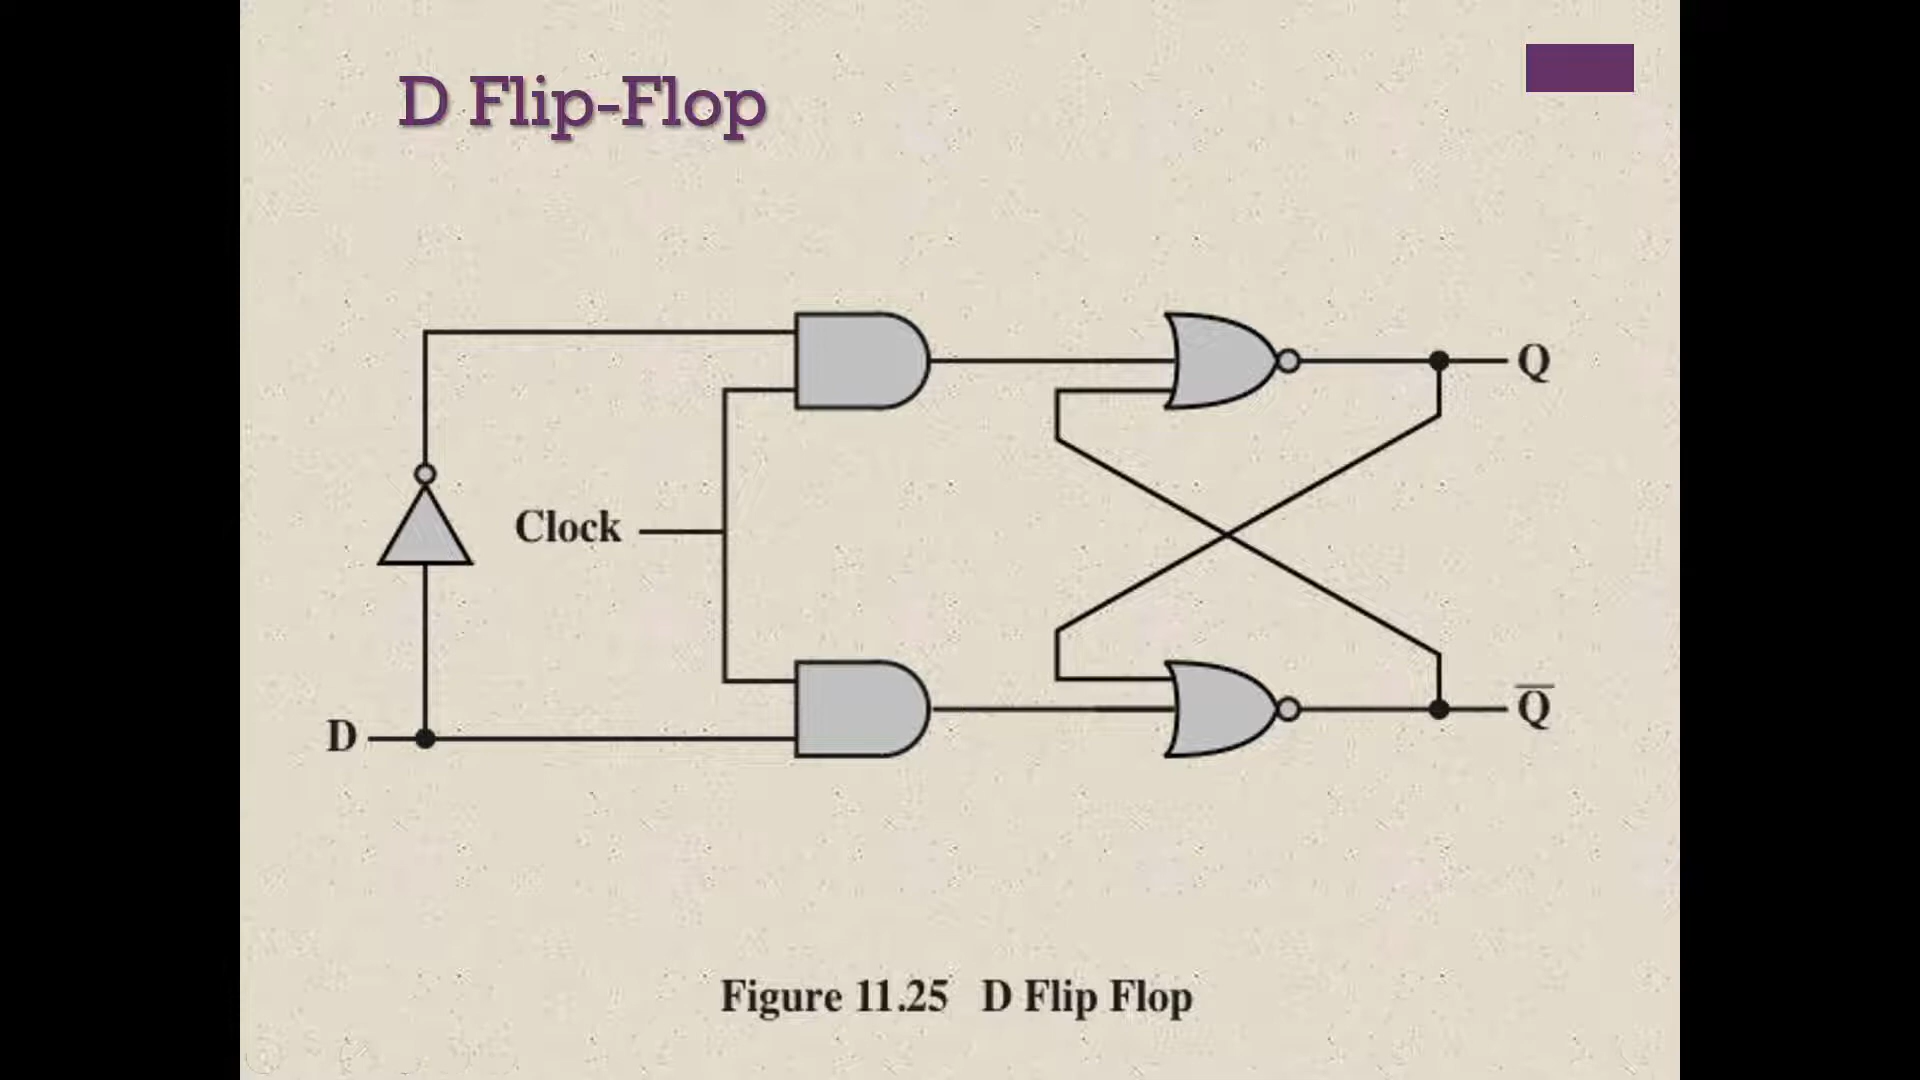 D Flip-Flop
Q
Clock
D
Q̅
Figure 11.25 D Flip Flop